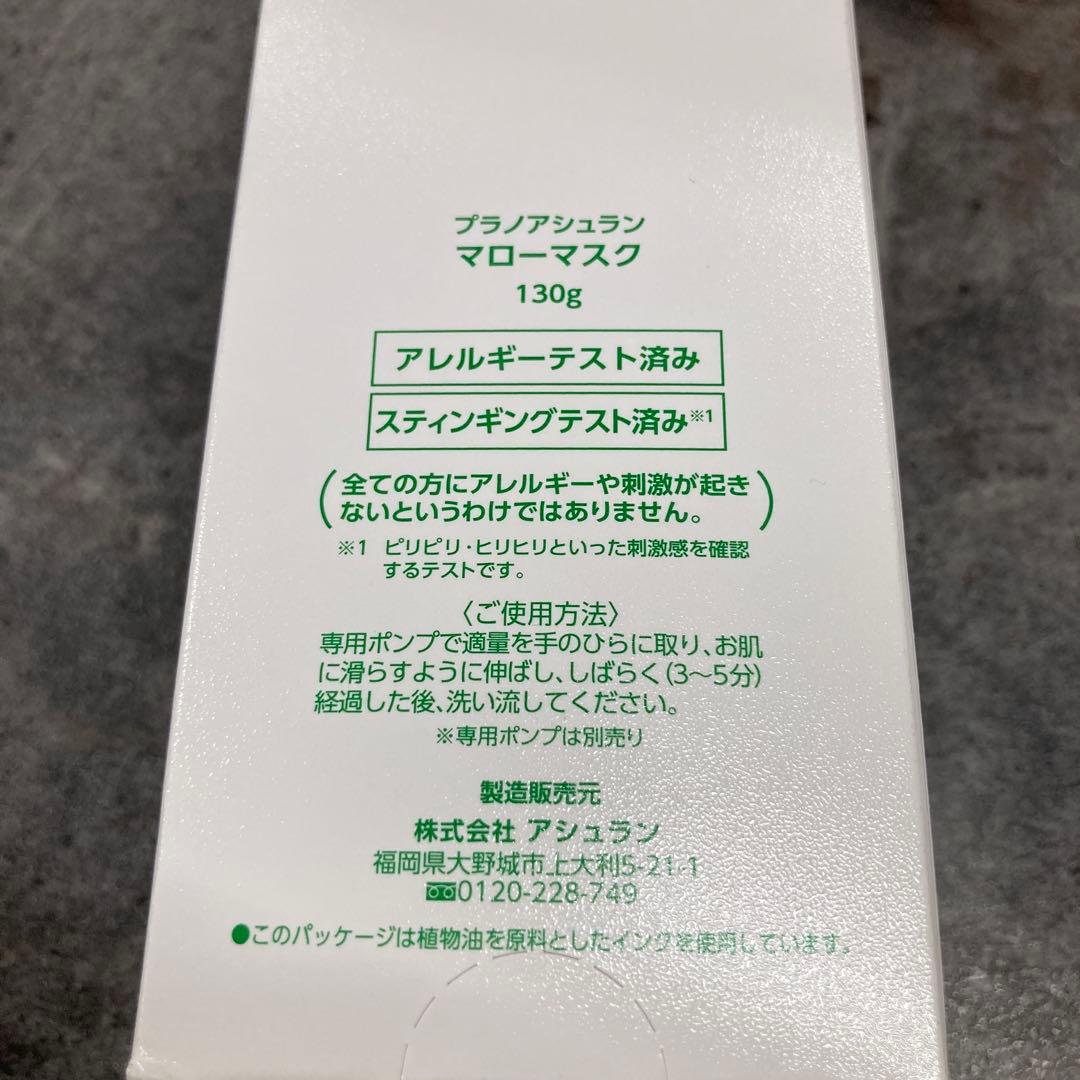 プラノアシュラン
マローマスク
130g
アレルギーテスト済み
スティンギングテスト済み※1
(全ての方にアレルギーや刺激が起き
ないというわけではありません。)
※1 ピリピリ・ヒリヒリといった刺激感を確認
するテストです。
〈ご使用方法〉
専用ポンプで適量を手のひらに取り、お肌
に滑らすように伸ばし、しばらく(3〜5分)
経過した後、洗い流してください。
※専用ポンプは別売り
製造販売元
株式会社 アシュラン
福岡県大野城市上大利5-21-1
0120-228-749
●このパッケージは植物油を原料としたインクを使用しています。